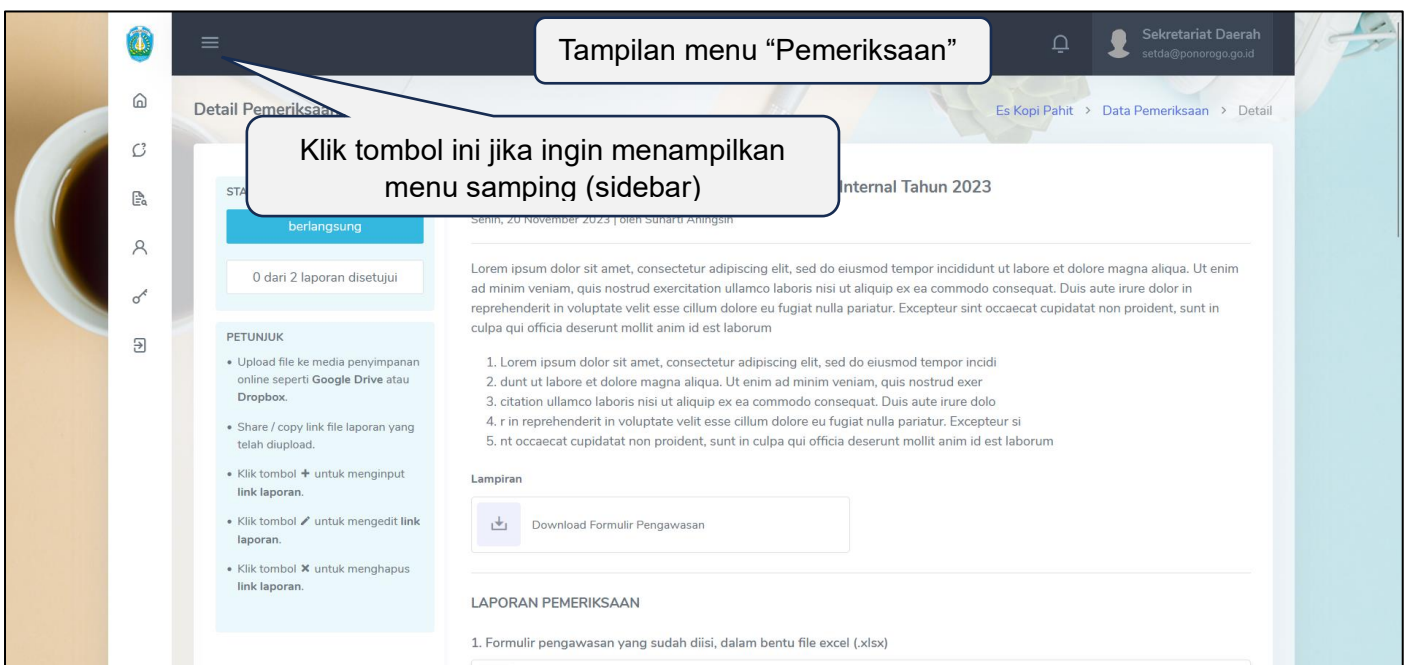 Tampilan menu “Pemeriksaan”
Sekretariat Daerah
setda@ponorogo.go.id
Detail Pemeriksaan
Es Kopi Pahit > Data Pemeriksaan > Detail
Klik tombol ini jika ingin menampilkan
menu samping (sidebar)
STA
berlangsung
0 dari 2 laporan disetujui
PETUNJUK
• Upload file ke media penyimpanan
online seperti Google Drive atau
Dropbox.
• Share / copy link file laporan yang
telah diupload.
• Klik tombol + untuk menginput
link laporan.
• Klik tombol untuk mengedit link
laporan.
• Klik tombol ✖ untuk menghapus
link laporan.
Internal Tahun 2023
Senin, 20 November 2023 | oleh Sunarti Aningsih
Lorem ipsum dolor sit amet, consectetur adipiscing elit, sed do eiusmod tempor incididunt ut labore et dolore magna aliqua. Ut enim
ad minim veniam, quis nostrud exercitation ullamco laboris nisi ut aliquip ex ea commodo consequat. Duis aute irure dolor in
reprehenderit in voluptate velit esse cillum dolore eu fugiat nulla pariatur. Excepteur sint occaecat cupidatat non proident, sunt in
culpa qui officia deserunt mollit anim id est laborum
1. Lorem ipsum dolor sit amet, consectetur adipiscing elit, sed do eiusmod tempor incidi
2. dunt ut labore et dolore magna aliqua. Ut enim ad minim veniam, quis nostrud exer
3. citation ullamco laboris nisi ut aliquip ex ea commodo consequat. Duis aute irure dolo
4. r in reprehenderit in voluptate velit esse cillum dolore eu fugiat nulla pariatur. Excepteur si
5. nt occaecat cupidatat non proident, sunt in culpa qui officia deserunt mollit anim id est laborum
Lampiran
Download Formulir Pengawasan
LAPORAN PEMERIKSAAN
1. Formulir pengawasan yang sudah diisi, dalam bentu file excel (.xlsx)